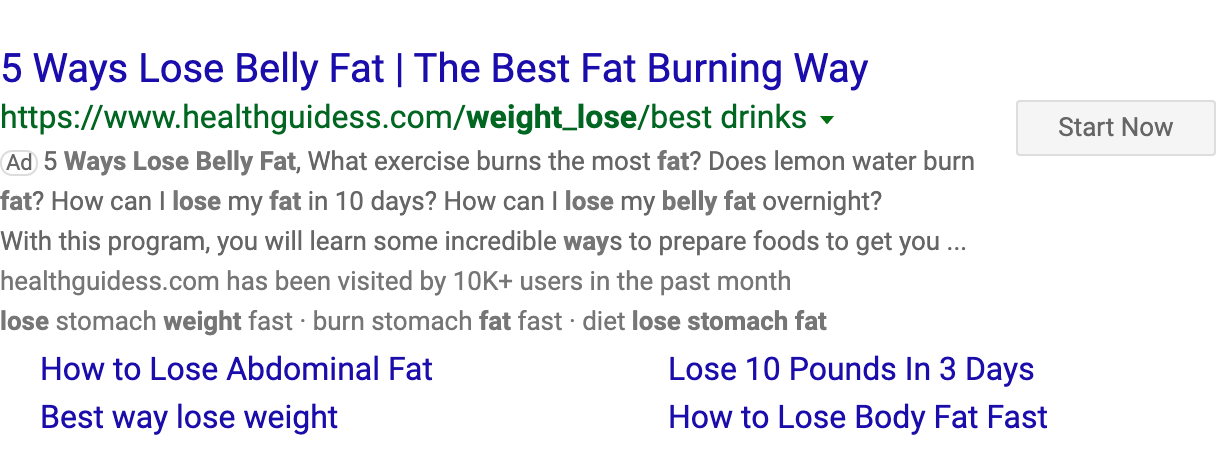 5 Ways Lose Belly Fat | The Best Fat Burning Way
https://www.healthguidess.com/weight_lose/best drinks
Start Now
Ad 5 Ways Lose Belly Fat, What exercise burns the most fat? Does lemon water burn
fat? How can I lose my fat in 10 days? How can I lose my belly fat overnight?
With this program, you will learn some incredible ways to prepare foods to get you ...
healthguidess.com has been visited by 10K+ users in the past month
lose stomach weight fast · burn stomach fat fast · diet lose stomach fat
How to Lose Abdominal Fat
Lose 10 Pounds In 3 Days
Best way lose weight
How to Lose Body Fat Fast